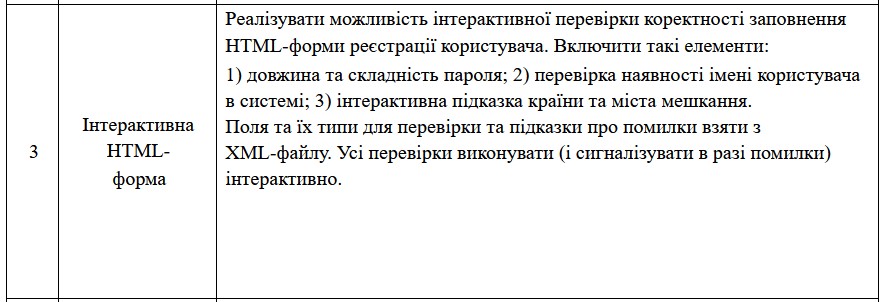 Реалізувати можливість інтерактивної перевірки коректності заповнення
HTML-форми реєстрації користувача. Включити такі елементи:
1) довжина та складність пароля; 2) перевірка наявності імені користувача
в системі; 3) інтерактивна підказка країни та міста мешкання.
Поля та їх типи для перевірки та підказки про помилки взяти з
XML-файлу. Усі перевірки виконувати (і сигналізувати в разі помилки)
інтерактивно.
3
Інтерактивна
HTML-
форма